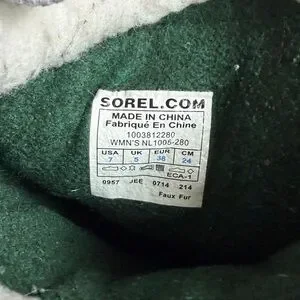 SOREL.COM
MADE IN CHINA
Fabriqué En Chine
1003812280
WMN'S NL1005-280
USA UK EUR CM
7 5 38 24
ECA-1
0957 JEE 0714 214
Faux Fur